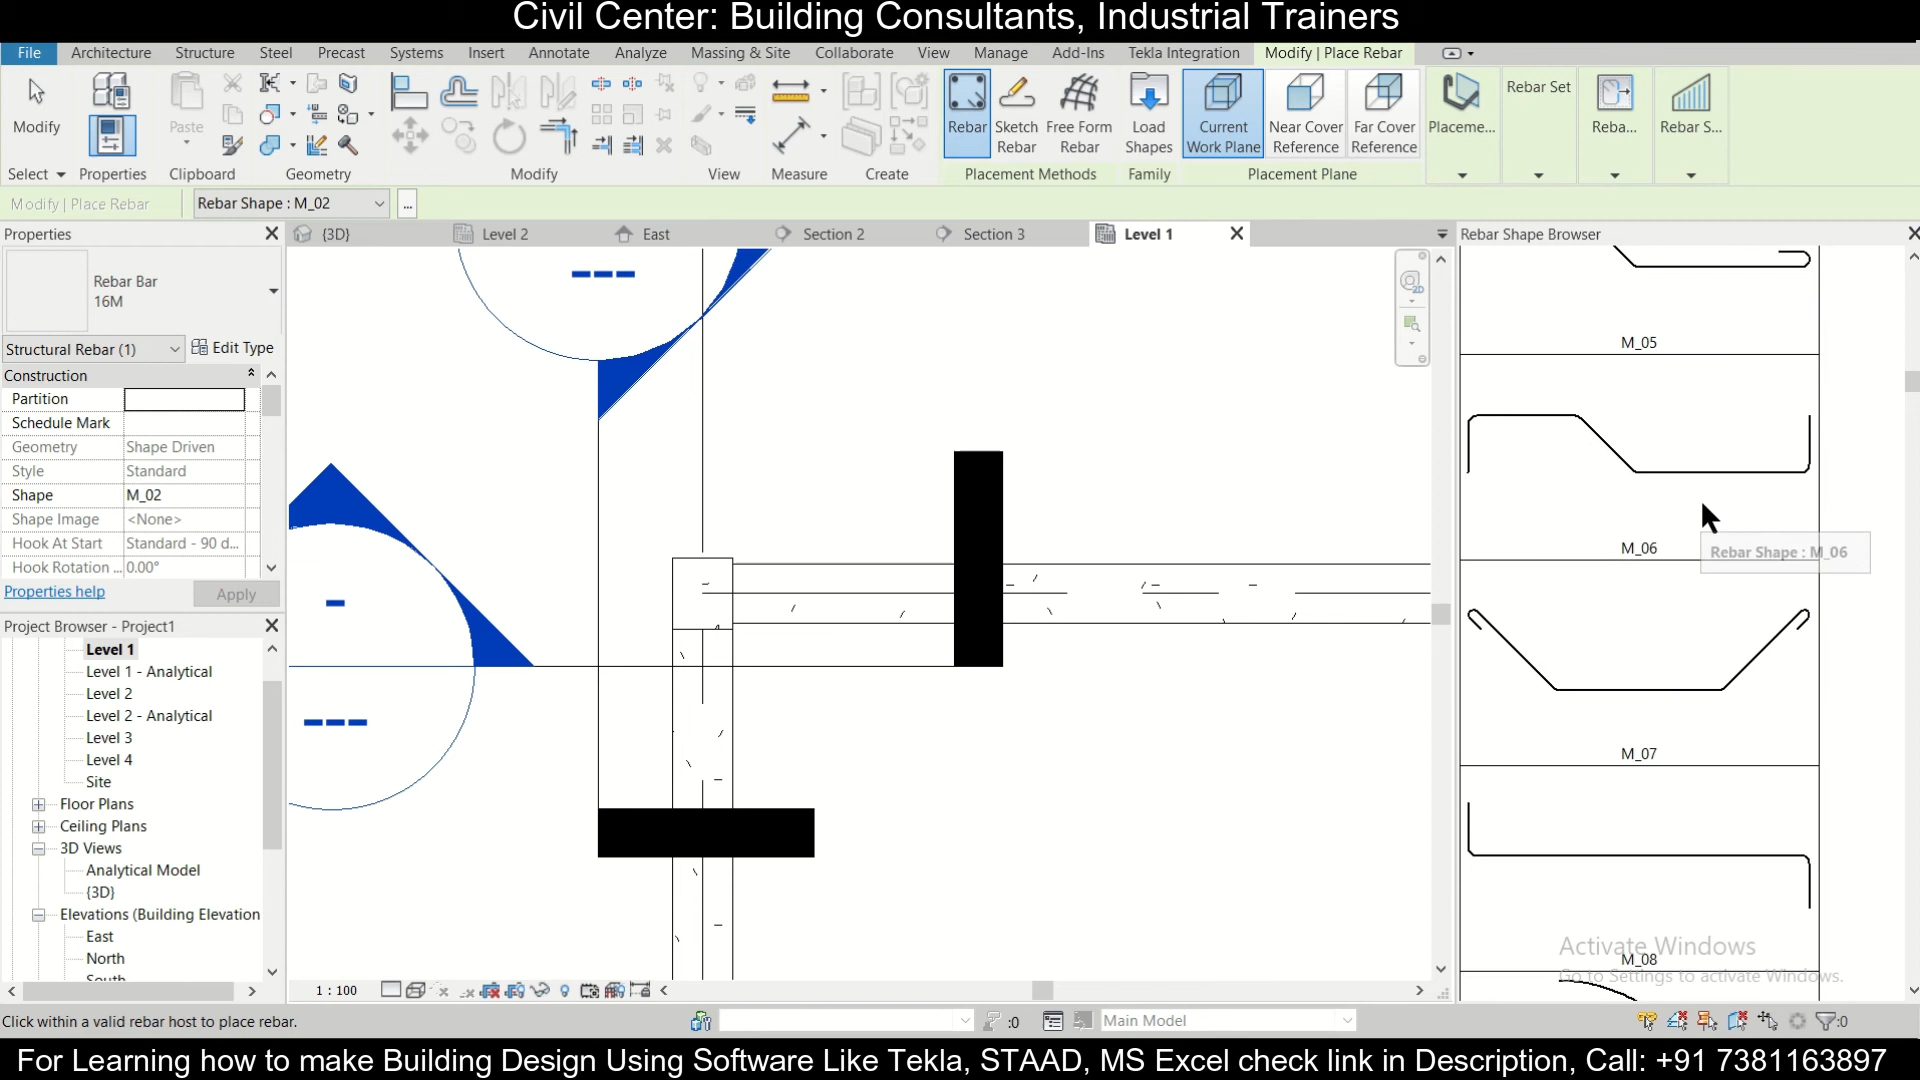 Civil Center: Building Consultants, Industrial Trainers
File Architecture Structure Steel Precast Systems Insert Annotate Analyze Massing & Site Collaborate View Manage Add-Ins Tekla Integration Modify | Place Rebar
Modify Paste Rebar Sketch Rebar Free Form Rebar Load Shapes Current Work Plane Near Cover Reference Far Cover Reference Placeme... Rebar Set Reba... Rebar S...
Select Properties Clipboard Geometry Modify View Measure Create Placement Methods Family Placement Plane
Modify | Place Rebar Rebar Shape : M_02 ...
Properties {3D} Level 2 East Section 2 Section 3 Level 1 Rebar Shape Browser
Rebar Bar
16M
Structural Rebar (1) Edit Type
Construction
Partition
Schedule Mark
Geometry Shape Driven
Style Standard
Shape M_02
Shape Image <None>
Hook At Start Standard - 90 d...
Hook Rotation ... 0.00°
Properties help Apply
Project Browser - Project1
Level 1
Level 1 - Analytical
Level 2
Level 2 - Analytical
Level 3
Level 4
Site
Floor Plans
Ceiling Plans
3D Views
Analytical Model
{3D}
Elevations (Building Elevation
East
North
South
2D
M_05
M_06
Rebar Shape : M_06
M_07
M_08
Activate Windows
Go to Settings to activate Windows.
1 : 100
Click within a valid rebar host to place rebar. :0 Main Model :0
For Learning how to make Building Design Using Software Like Tekla, STAAD, MS Excel check link in Description, Call: +91 7381163897